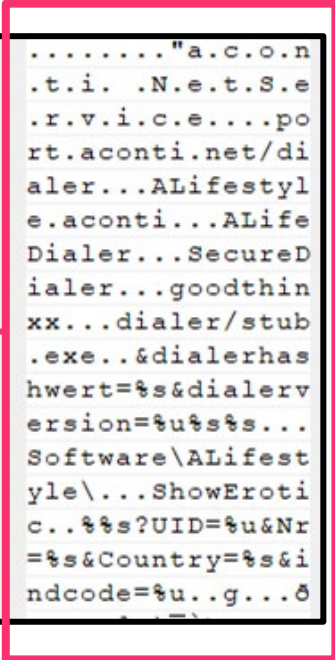 ........"a.c.o.n
.t.i. .N.e.t.S.e
.r.v.i.c.e....po
rt.aconti.net/di
aler...ALifestyl
e.aconti...ALife
Dialer...SecureD
ialer...goodthin
xx...dialer/stub
.exe..&dialerhas
hwert=%s&dialerv
ersion=%u%s%s...
Software\ALifest
yle\...ShowEroti
c..%%s?UID=%u&Nr
=%s&Country=%s&i
ndcode=%u..g...ð